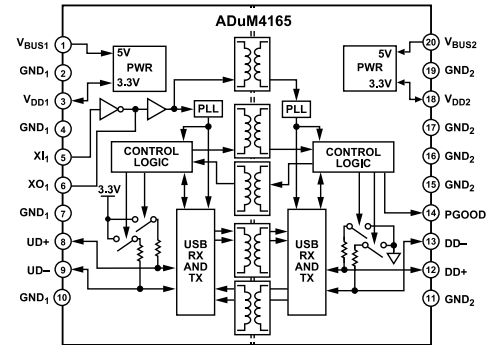 ADuM4165
VBUS1 1
GND1 2
VDD1 3
GND1 4
XI1 5
XO1 6
GND1 7
UD+ 8
UD– 9
GND1 10
5V
PWR
3.3V
PLL
CONTROL
LOGIC
3.3V
USB
RX
AND
TX
PLL
CONTROL
LOGIC
USB
RX
AND
TX
5V
PWR
3.3V
20 VBUS2
19 GND2
18 VDD2
17 GND2
16 GND2
15 GND2
14 PGOOD
13 DD–
12 DD+
11 GND2